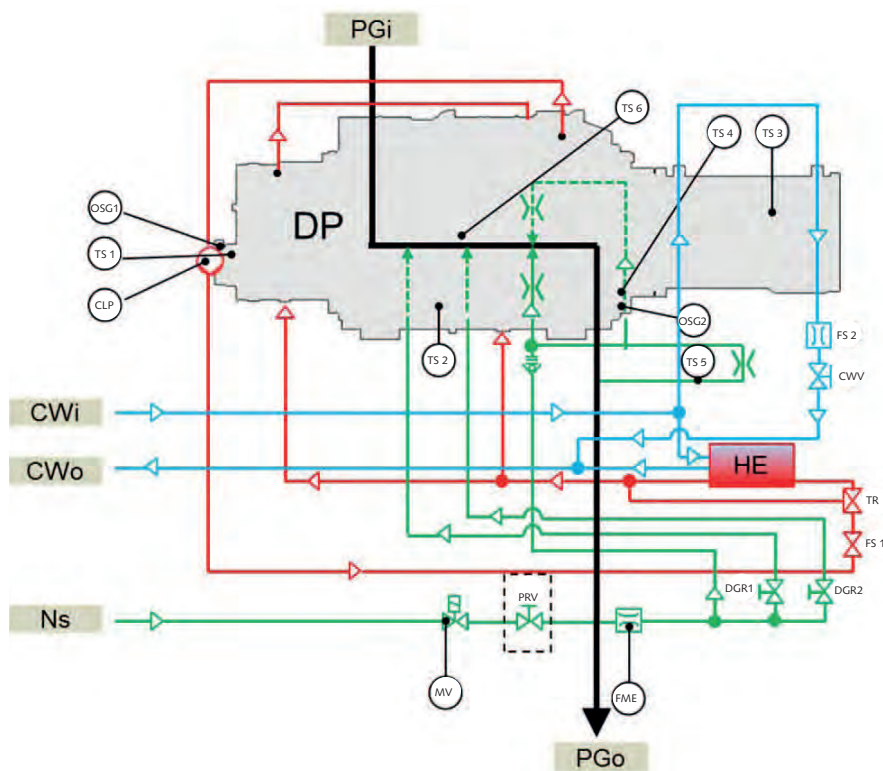 PGi
TS 6
TS 4
TS 3
OSG1
DP
TS 1
CLP
OSG2
TS 2
TS 5
FS 2
CWV
CWi
CWo
HE
TR
FS 1
DGR1
DGR2
PRV
Ns
MV
FME
PGo